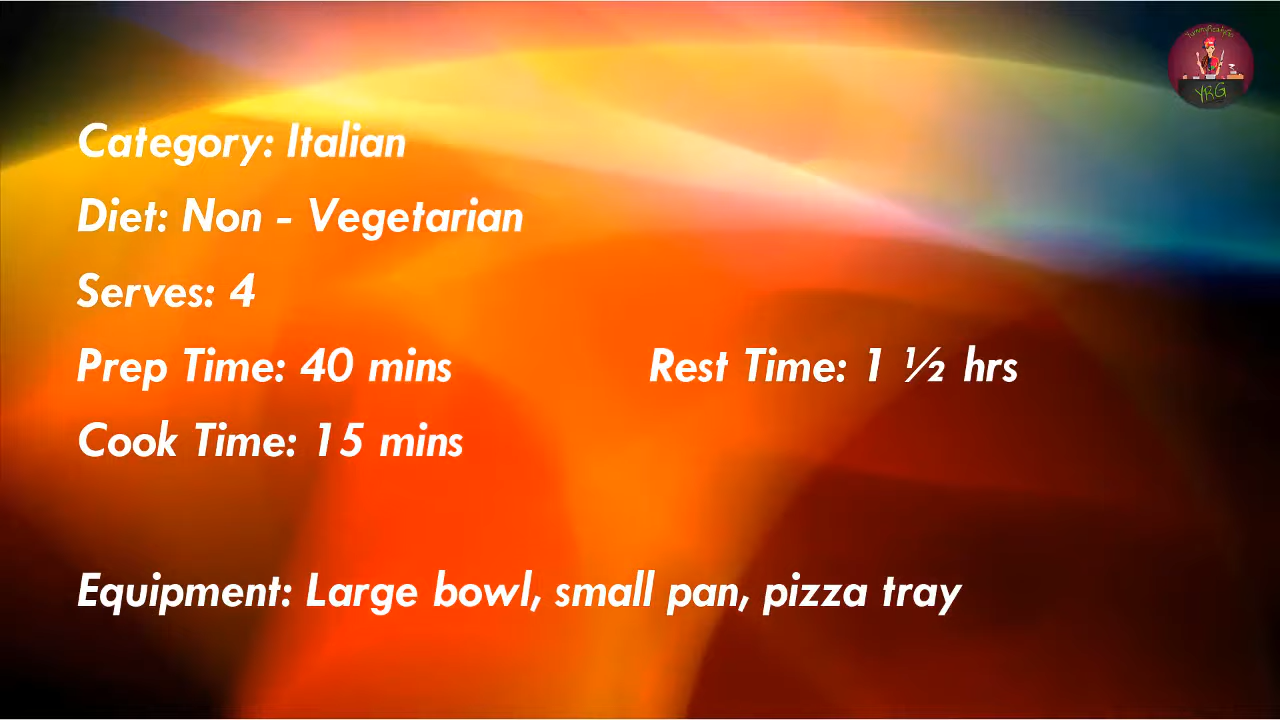 YummyReadyGo
YRG
Category: Italian
Diet: Non - Vegetarian
Serves: 4
Prep Time: 40 mins Rest Time: 1 ½ hrs
Cook Time: 15 mins
Equipment: Large bowl, small pan, pizza tray